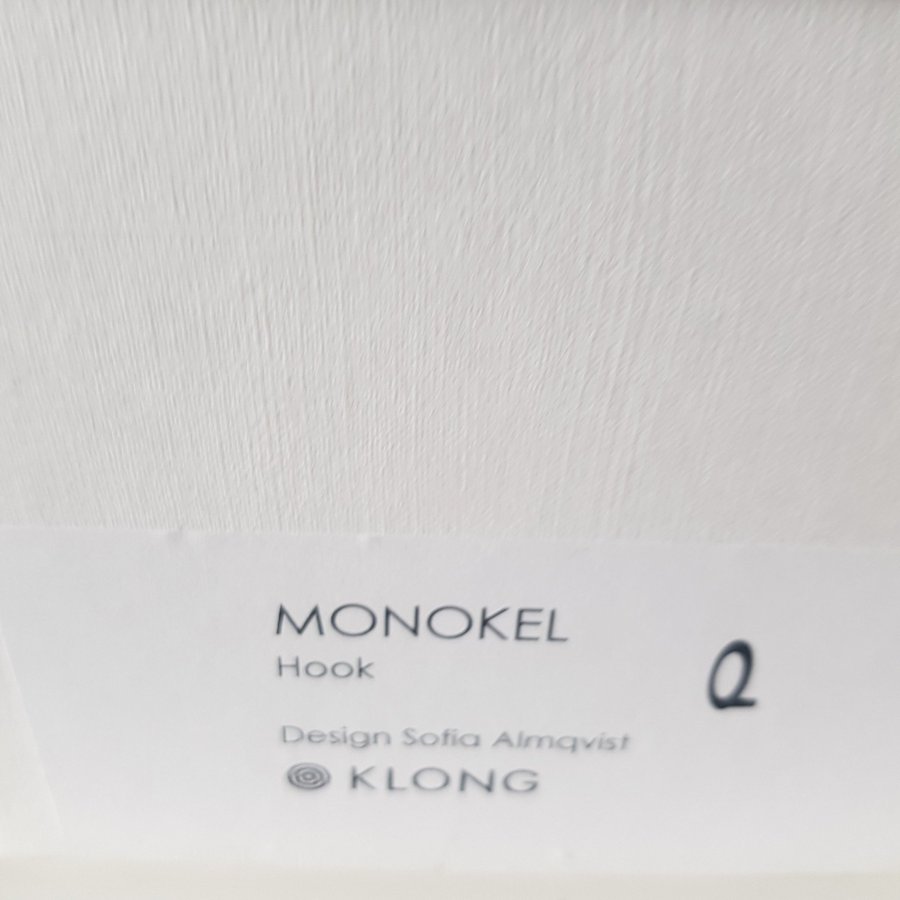 MONOKEL
Hook
Q
Design Sofia Almqvist
KLONG